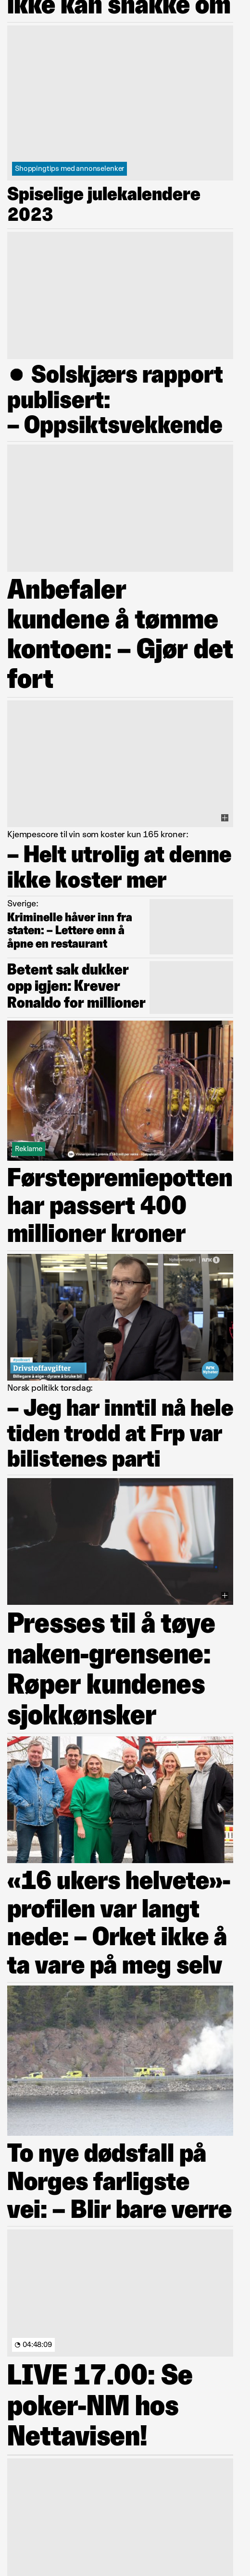 ikke kan snakke om
Shoppingtips med annonselenker
Spiselige julekalendere
2023
● Solskjærs rapport
publisert:
– Oppsiktsvekkende
Anbefaler
kundene å tømme
kontoen: – Gjør det
fort
Kjempescore til vin som koster kun 165 kroner:
– Helt utrolig at denne
ikke koster mer
Sverige:
Kriminelle håver inn fra
staten: – Lettere enn å
åpne en restaurant
Betent sak dukker
opp igjen: Krever
Ronaldo for millioner
Reklame
Førstepremiepotten
har passert 400
millioner kroner
Drivstoffavgifter
Billegare å eige - dyrare å bruke bil
Norsk politikk torsdag:
– Jeg har inntil nå hele
tiden trodd at Frp var
bilistenes parti
Presses til å tøye
naken-grensene:
Røper kundenes
sjokkønsker
«16 ukers helvete»-
profilen var langt
nede: – Orket ikke å
ta vare på meg selv
To nye dødsfall på
Norges farligste
vei: – Blir bare verre
04:48:09
LIVE 17.00: Se
poker-NM hos
Nettavisen!